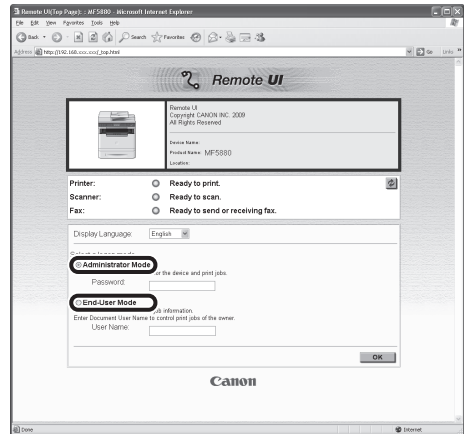 Remote UI(Top Page): : MF5880 - Microsoft Internet Explorer
File Edit View Favorites Tools Help
Back Search Favorites
Address http://192.168.xxx.xxx/_top.html Go Links
Remote UI
Remote UI
Copyright CANON INC. 2009
All Rights Reserved
Device Name:
Product Name: MF5880
Location:
Printer: Ready to print.
Scanner: Ready to scan.
Fax: Ready to send or receiving fax.
Display Language: English
Administrator Mode
for the device and print jobs.
Password:
End-User Mode
information.
Enter Document User Name to control print jobs of the owner.
User Name:
OK
Canon
Done Internet